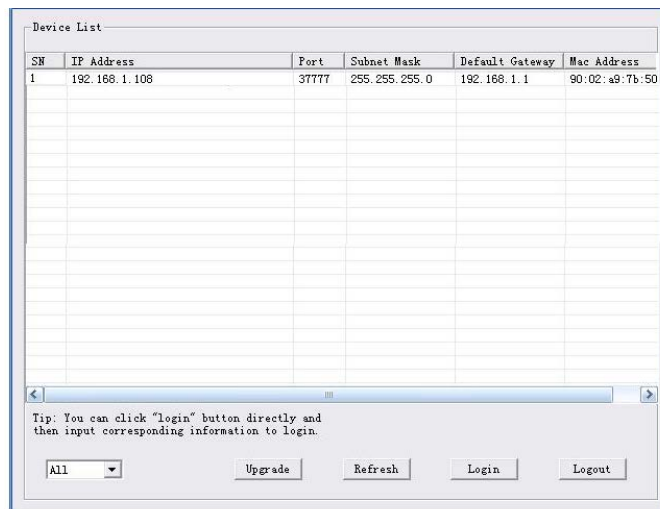 Device List
SN IP Address Port Subnet Mask Default Gateway Mac Address
1 192.168.1.108 37777 255.255.255.0 192.168.1.1 90:02:a9:7b:50
Tip: You can click "login" button directly and
then input corresponding information to login.
All Upgrade Refresh Login Logout